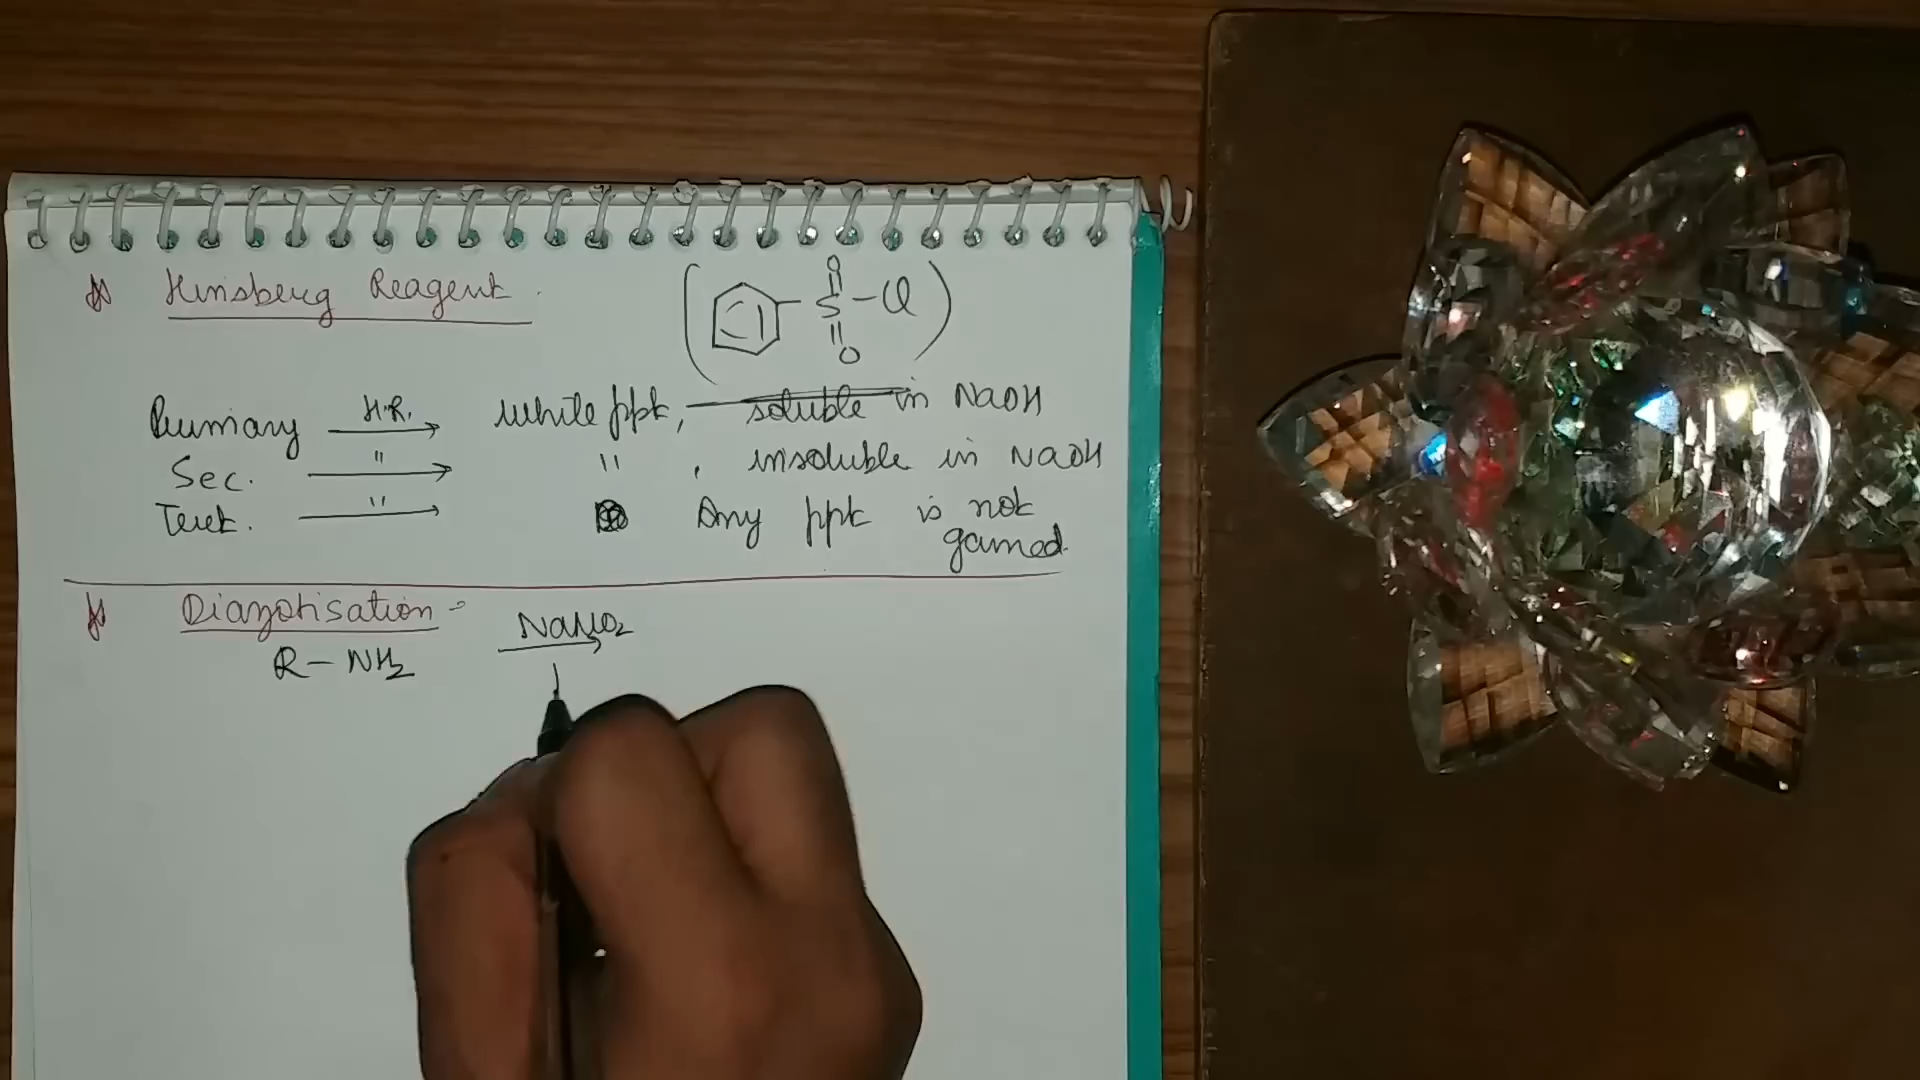 Hinsberg Reagent
O
S-Cl
O
Primary H.R. white ppt, soluble in NaOH
Sec. " " , insoluble in NaOH
Tert. " Any ppt is not gained
Diazotisation
R-NH2 NaNO2